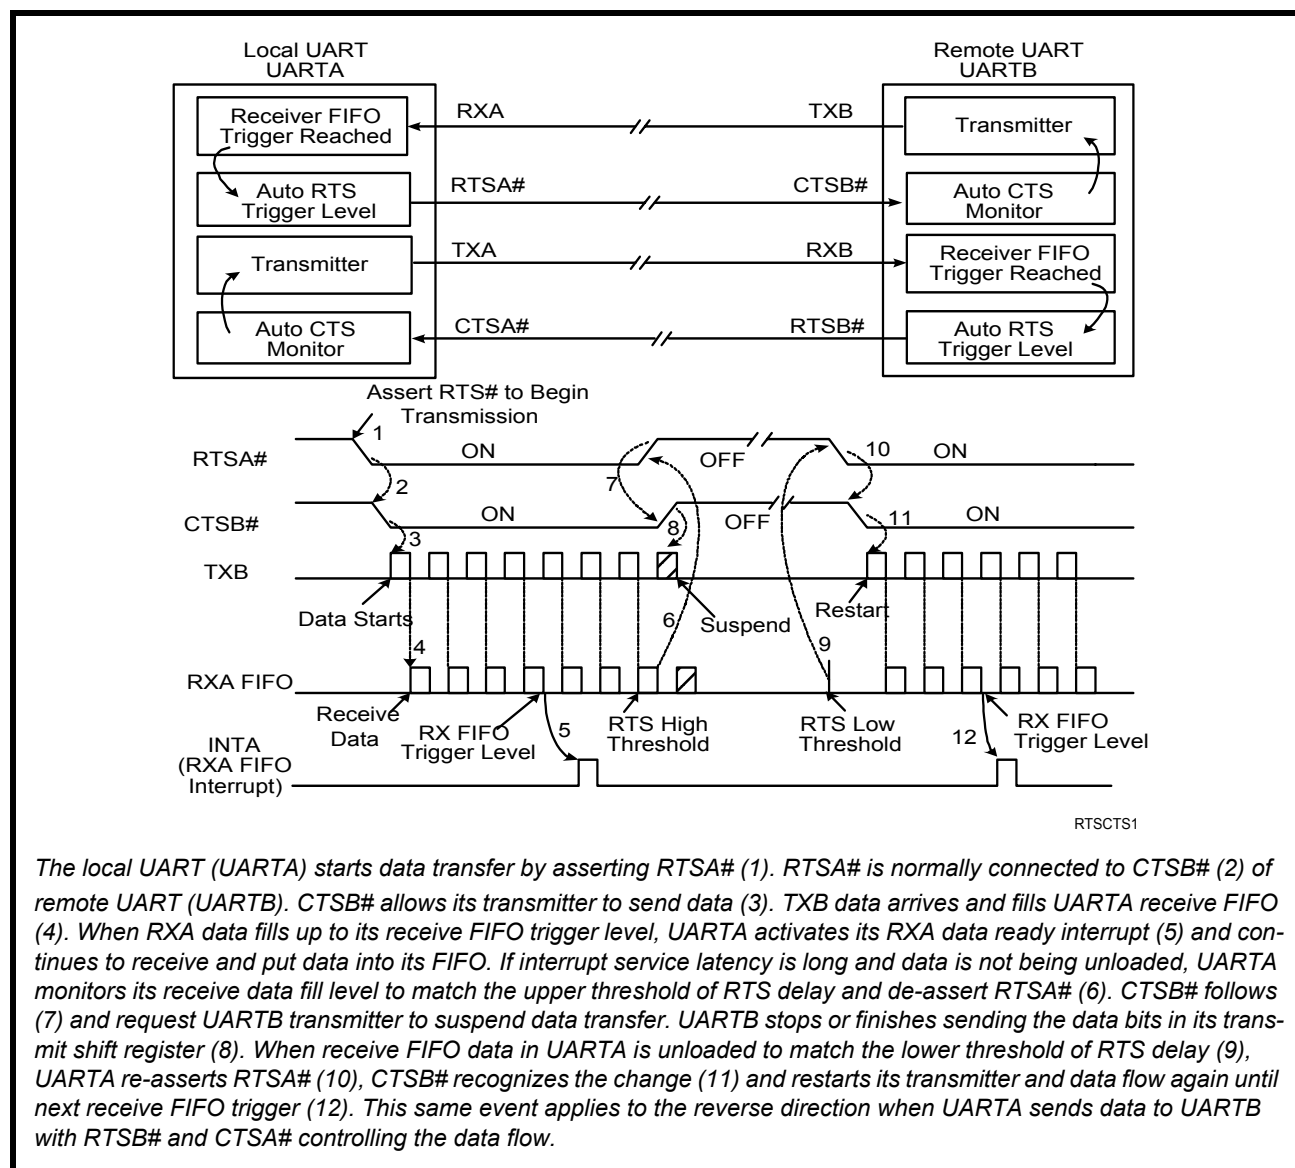 Local UART
UARTA
Remote UART
UARTB
Receiver FIFO
Trigger Reached
RXA
TXB
Transmitter
Auto RTS
Trigger Level
RTSA#
CTSB#
Auto CTS
Monitor
Transmitter
TXA
RXB
Receiver FIFO
Trigger Reached
Auto CTS
Monitor
CTSA#
RTSB#
Auto RTS
Trigger Level
Assert RTS# to Begin
Transmission
1
RTSA#
ON
OFF
10
ON
2
7
CTSB#
ON
OFF
11
ON
3
8
TXB
Data Starts
6
Suspend
Restart
4
9
RXA FIFO
Receive
Data
RX FIFO
Trigger Level
5
RTS High
Threshold
RTS Low
Threshold
12
RX FIFO
Trigger Level
INTA
(RXA FIFO
Interrupt)
RTSCTS1
The local UART (UARTA) starts data transfer by asserting RTSA# (1). RTSA# is normally connected to CTSB# (2) of
remote UART (UARTB). CTSB# allows its transmitter to send data (3). TXB data arrives and fills UARTA receive FIFO
(4). When RXA data fills up to its receive FIFO trigger level, UARTA activates its RXA data ready interrupt (5) and con-
tinues to receive and put data into its FIFO. If interrupt service latency is long and data is not being unloaded, UARTA
monitors its receive data fill level to match the upper threshold of RTS delay and de-assert RTSA# (6). CTSB# follows
(7) and request UARTB transmitter to suspend data transfer. UARTB stops or finishes sending the data bits in its trans-
mit shift register (8). When receive FIFO data in UARTA is unloaded to match the lower threshold of RTS delay (9),
UARTA re-asserts RTSA# (10), CTSB# recognizes the change (11) and restarts its transmitter and data flow again until
next receive FIFO trigger (12). This same event applies to the reverse direction when UARTA sends data to UARTB
with RTSB# and CTSA# controlling the data flow.